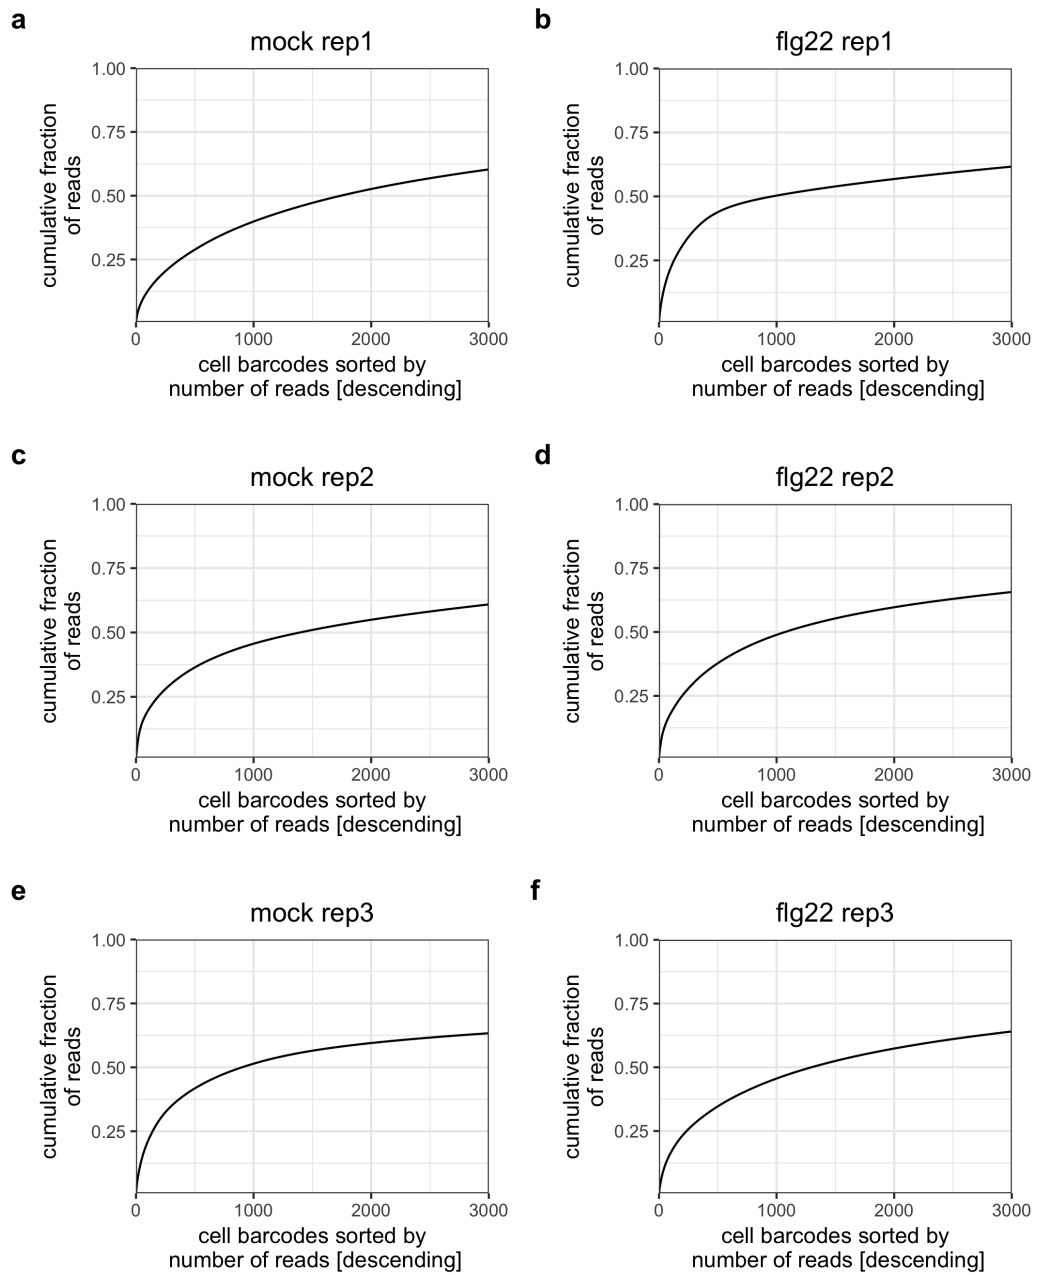 a
mock rep1
cumulative fraction
of reads
1.00
0.75
0.50
0.25
0 1000 2000 3000
cell barcodes sorted by
number of reads [descending]
b
flg22 rep1
cumulative fraction
of reads
1.00
0.75
0.50
0.25
0 1000 2000 3000
cell barcodes sorted by
number of reads [descending]
c
mock rep2
cumulative fraction
of reads
1.00
0.75
0.50
0.25
0 1000 2000 3000
cell barcodes sorted by
number of reads [descending]
d
flg22 rep2
cumulative fraction
of reads
1.00
0.75
0.50
0.25
0 1000 2000 3000
cell barcodes sorted by
number of reads [descending]
e
mock rep3
cumulative fraction
of reads
1.00
0.75
0.50
0.25
0 1000 2000 3000
cell barcodes sorted by
number of reads [descending]
f
flg22 rep3
cumulative fraction
of reads
1.00
0.75
0.50
0.25
0 1000 2000 3000
cell barcodes sorted by
number of reads [descending]